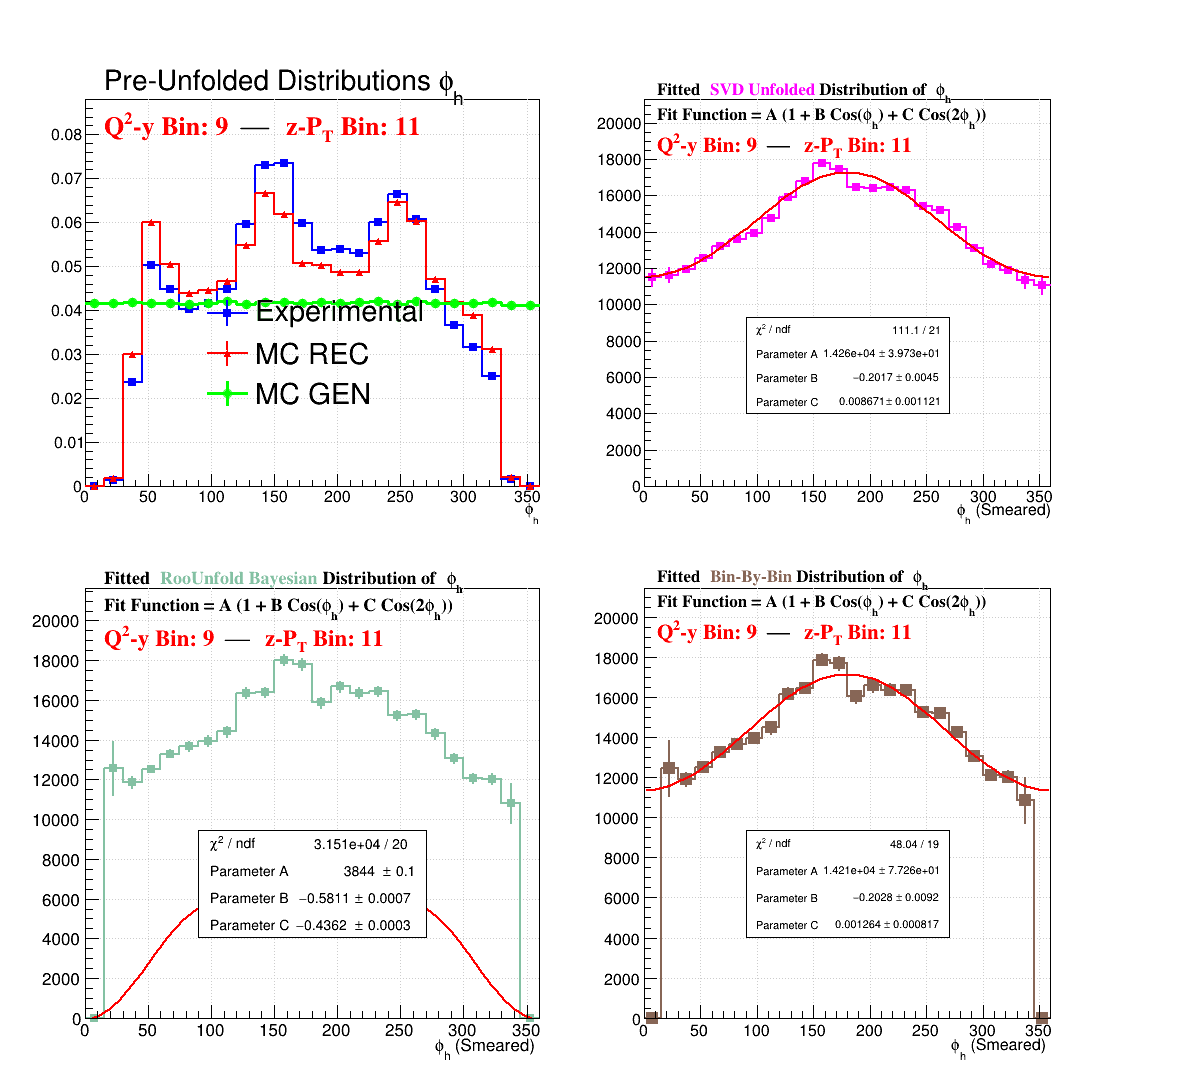 Pre-Unfolded Distributions ϕh
Q²-y Bin: 9 — z-PT Bin: 11
0.08
0.07
0.06
0.05
0.04
0.03
0.02
0.01
0
Experimental
MC REC
MC GEN
0 50 100 150 200 250 300 350
ϕh
Fitted SVD Unfolded Distribution of ϕh
Fit Function = A (1 + B Cos(ϕh) + C Cos(2ϕh))
Q²-y Bin: 9 — z-PT Bin: 11
20000
18000
16000
14000
12000
10000
8000
6000
4000
2000
0
χ² / ndf 111.1 / 21
Parameter A 1.426e+04 ± 3.973e+01
Parameter B −0.2017 ± 0.0045
Parameter C 0.008671 ± 0.001121
0 50 100 150 200 250 300 350
ϕh (Smeared)
Fitted RooUnfold Bayesian Distribution of ϕh
Fit Function = A (1 + B Cos(ϕh) + C Cos(2ϕh))
Q²-y Bin: 9 — z-PT Bin: 11
20000
18000
16000
14000
12000
10000
8000
6000
4000
2000
0
χ² / ndf 3.151e+04 / 20
Parameter A 3844 ± 0.1
Parameter B −0.5811 ± 0.0007
Parameter C −0.4362 ± 0.0003
0 50 100 150 200 250 300 350
ϕh (Smeared)
Fitted Bin-By-Bin Distribution of ϕh
Fit Function = A (1 + B Cos(ϕh) + C Cos(2ϕh))
Q²-y Bin: 9 — z-PT Bin: 11
20000
18000
16000
14000
12000
10000
8000
6000
4000
2000
0
χ² / ndf 48.04 / 19
Parameter A 1.421e+04 ± 7.726e+01
Parameter B −0.2028 ± 0.0092
Parameter C 0.001264 ± 0.000817
0 50 100 150 200 250 300 350
ϕh (Smeared)